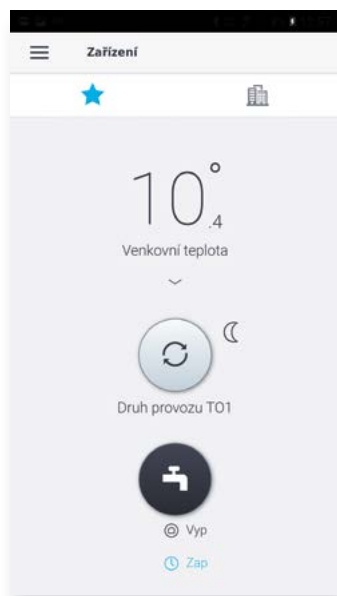 Zařízení
10°.4
Venkovní teplota
Druh provozu TO1
Vyp
Zap